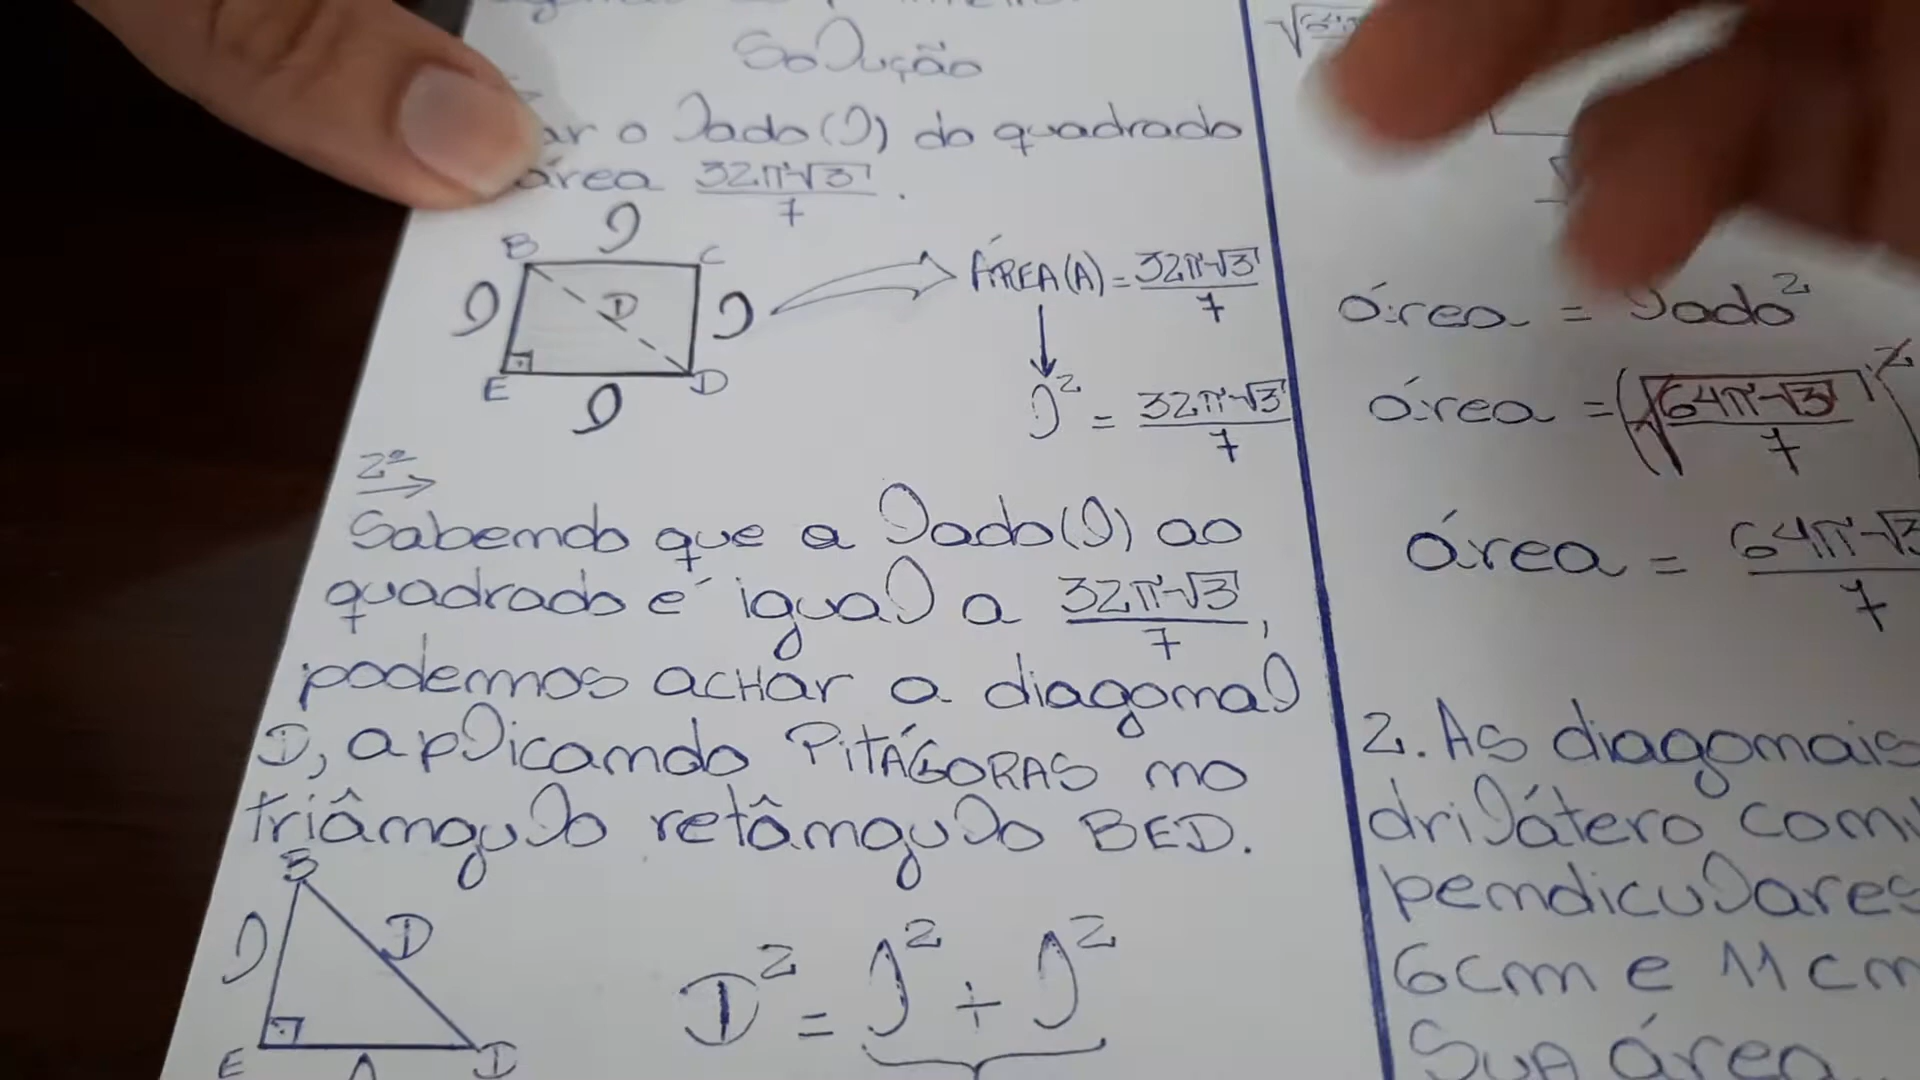 Solução
ar o lado(l) do quadrado
área 32π√3/7.
l
B C
l D l
E D
l
ÁREA(A) = 32π√3/7
l² = 32π√3/7
2º
Sabendo que a lado(l) ao
quadrado é igual a 32π√3/7,
podemos achar a diagonal
D, aplicando PITÁGORAS no
triângulo retângulo BED.
B
l D
E D
D² = l² + l²
área = lado²
área = (√64π√3/7)²
área = 64π√3/7
2. As diagonais
drilátero com
pendiculares
6cm e 11cm
Sua área